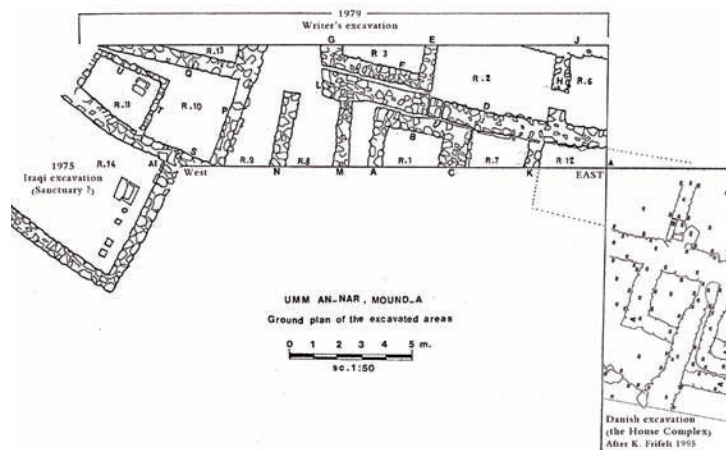 1979
Writer's excavation
G
E
J
R.13
R 3
F
Q
R.2
H
R.6
L
D
R.11
R.10
T
P
B
S
1975
R.14
A1
West
R.9
R.8
R.1
R.7
R 12
Iraqi excavation
(Sanctuary ?)
N
M
A
C
K
EAST
A
UMM AN-NAR, MOUND-A
Ground plan of the excavated areas
0 1 2 3 4 5 m.
sc.1:50
Danish excavation
(the House Complex)
After K. Frifelt 1995